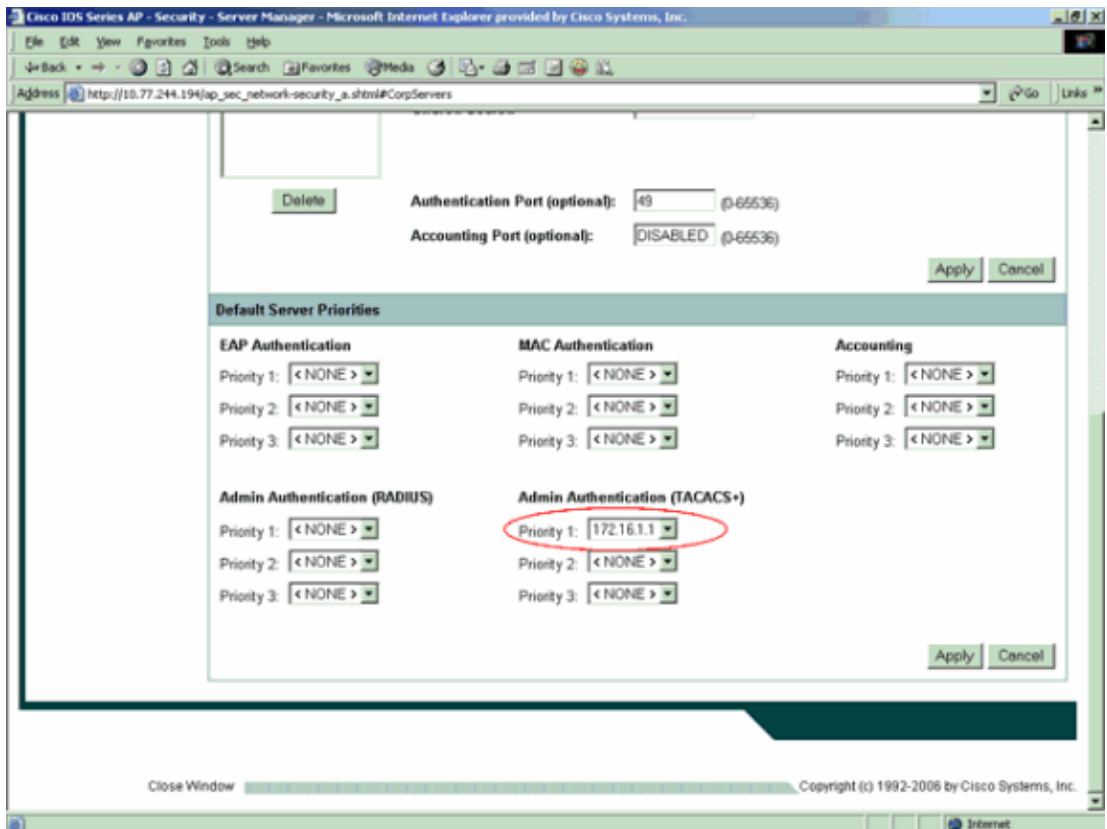 Cisco IOS Series AP - Security - Server Manager - Microsoft Internet Explorer provided by Cisco Systems, Inc.
File Edit View Favorites Tools Help
Back Search Favorites Media
Address http://10.77.244.194/ap_sec_network-security_a.shtml#CorpServers Go Links »
Delete Authentication Port (optional): 49 (0-65536)
Accounting Port (optional): DISABLED (0-65536)
Apply Cancel
Default Server Priorities
EAP Authentication MAC Authentication Accounting
Priority 1: < NONE > Priority 1: < NONE > Priority 1: < NONE >
Priority 2: < NONE > Priority 2: < NONE > Priority 2: < NONE >
Priority 3: < NONE > Priority 3: < NONE > Priority 3: < NONE >
Admin Authentication (RADIUS) Admin Authentication (TACACS+)
Priority 1: < NONE > Priority 1: 172.16.1.1
Priority 2: < NONE > Priority 2: < NONE >
Priority 3: < NONE > Priority 3: < NONE >
Apply Cancel
Close Window Copyright (c) 1992-2006 by Cisco Systems, Inc.
Internet